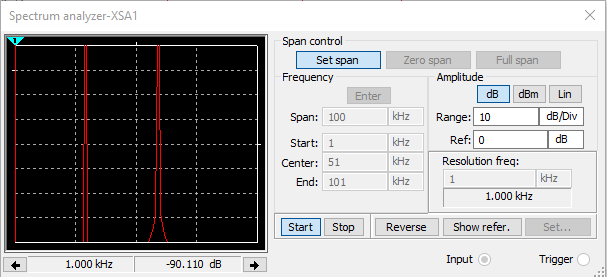 Spectrum analyzer-XSA1
1
Span control
Set span Zero span Full span
Frequency
Enter
Span: 100 kHz
Start: 1 kHz
Center: 51 kHz
End: 101 kHz
Amplitude
dB dBm Lin
Range: 10 dB/Div
Ref: 0 dB
Resolution freq:
1 kHz
1.000 kHz
Start Stop Reverse Show refer. Set...
1.000 kHz -90.110 dB
Input Trigger